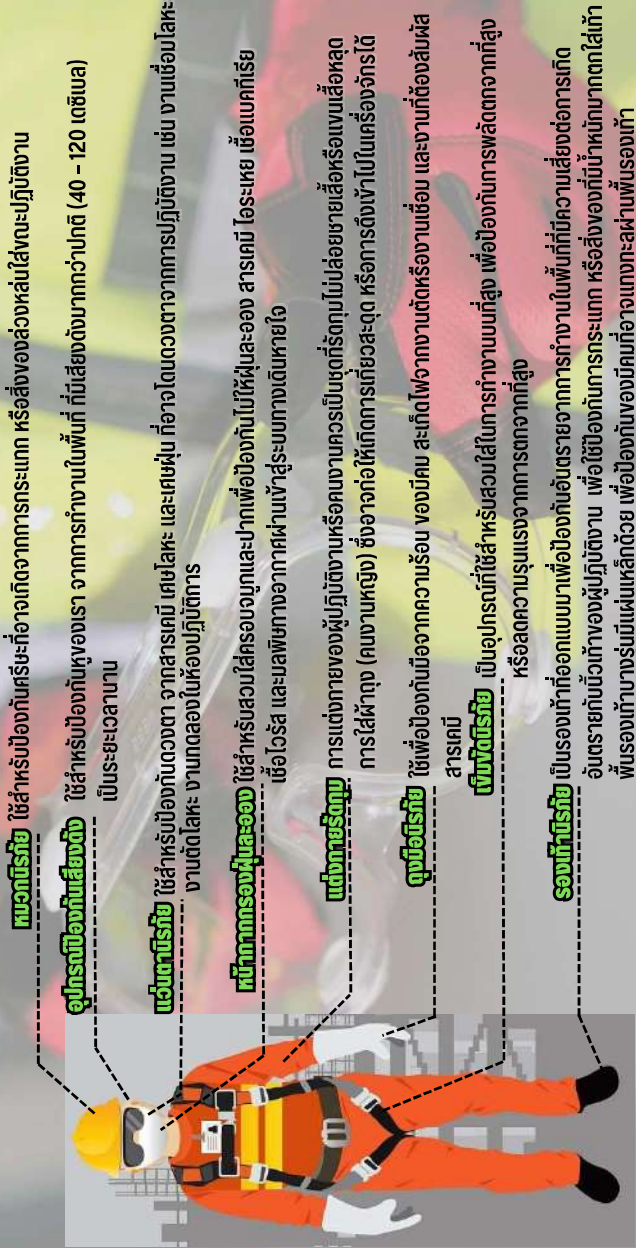 หมวกนิรภัย ใช้สำหรับป้องกันศรีษะที่อาจเกิดจากการกระแทก หรือสิ่งของล่วงหล่นใส่ขณะปฏิบัติงาน
อุปกรณ์ป้องกันเสียงดัง ใช้สำหรับป้องกันหูของเรา จากการทำงานในพื้นที่ ที่มีเสียงดังมากกว่าปกติ (40 – 120 เดซิเบล)
เป็นระยะเวลานาน
แว่นตานิรภัย ใช้สำหรับป้องกันดวงตา จากสารเคมี เศษโลหะ และเศษฝุ่น ที่อาจโดนดวงตาจากการปฏิบัติงาน เช่น งานเชื่อมโลหะ
งานตัดโลหะ งานทดลองในห้องปฏิบัติการ
หน้ากากกรองฝุ่นละออง ใช้สำหรับสวมใส่ครอบจมูกและปากเพื่อป้องกันไม่ให้ฝุ่นละออง สารเคมี ไอระเหย เชื้อแบคทีเรีย
เชื้อไวรัส และมลพิษทางอากาศผ่านเข้าสู่ระบบทางเดินหายใจ
แต่งกายรัดกุม การแต่งกายของผู้ปฏิบัติงานหรือคนงานควรเป็นชุดที่รัดกุมไม่ปล่อยชายเสื้อหรือแขนเสื้อหลุด
การใส่ผ้าถุง (คนงานหญิง) ซึ่งอาจก่อให้เกิดการเกี่ยวสะดุด หรือการดึงเข้าไปในเครื่องจักรได้
ถุงมือนิรภัย ใช้เพื่อป้องกันมือจากความร้อน ของมีคม สะเก็ดไฟจากงานตัดหรืองานเชื่อม และงานที่ต้องสัมผัส
สารเคมี
เข็มขัดนิรภัย เป็นอุปกรณ์ที่ใช้สำหรับสวมใส่ในการทำงานบนที่สูง เพื่อป้องกันการพลัดตกจากที่สูง
หรือลดความรุนแรงจากการตกจากที่สูง
รองเท้านิรภัย เป็นรองเท้าที่ออกแบบมาเพื่อป้องกันอันตรายจากการทำงานในพื้นที่ที่มีความเสี่ยงต่อการเกิด
อันตรายกับนิ้วเท้าของผู้ปฏิบัติงาน เพื่อใช้ป้องกันการกระแทก หรือสิ่งของที่มีน้ำหนักมากตกใส่เท้า
พื้นรองเท้าบางรุ่นมีแผ่นเหล็กด้วย เพื่อป้องกันของมีคมที่อาจแทงทะลุผ่านพื้นรองเท้า